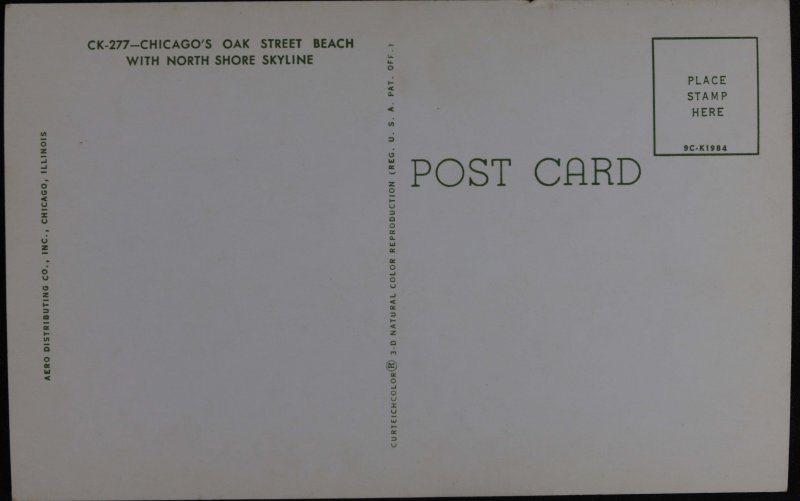 CK-277—CHICAGO'S OAK STREET BEACH
WITH NORTH SHORE SKYLINE
AERO DISTRIBUTING CO., INC., CHICAGO, ILLINOIS
CURTEICHCOLOR® 3-D NATURAL COLOR REPRODUCTION (REG. U. S. A. PAT. OFF.)
POST CARD
PLACE
STAMP
HERE
9C-K1984